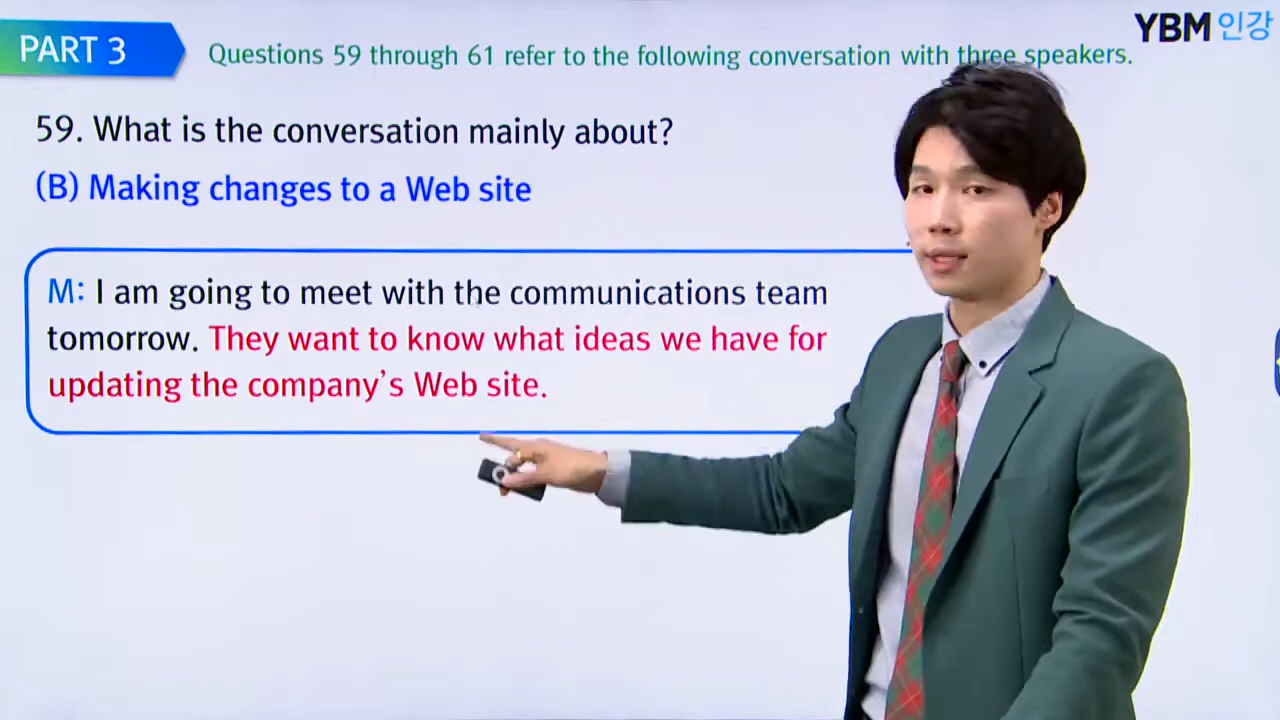 PART 3
YBM 인강
Questions 59 through 61 refer to the following conversation with three speakers.
59. What is the conversation mainly about?
(B) Making changes to a Web site
M: I am going to meet with the communications team
tomorrow. They want to know what ideas we have for
updating the company's Web site.